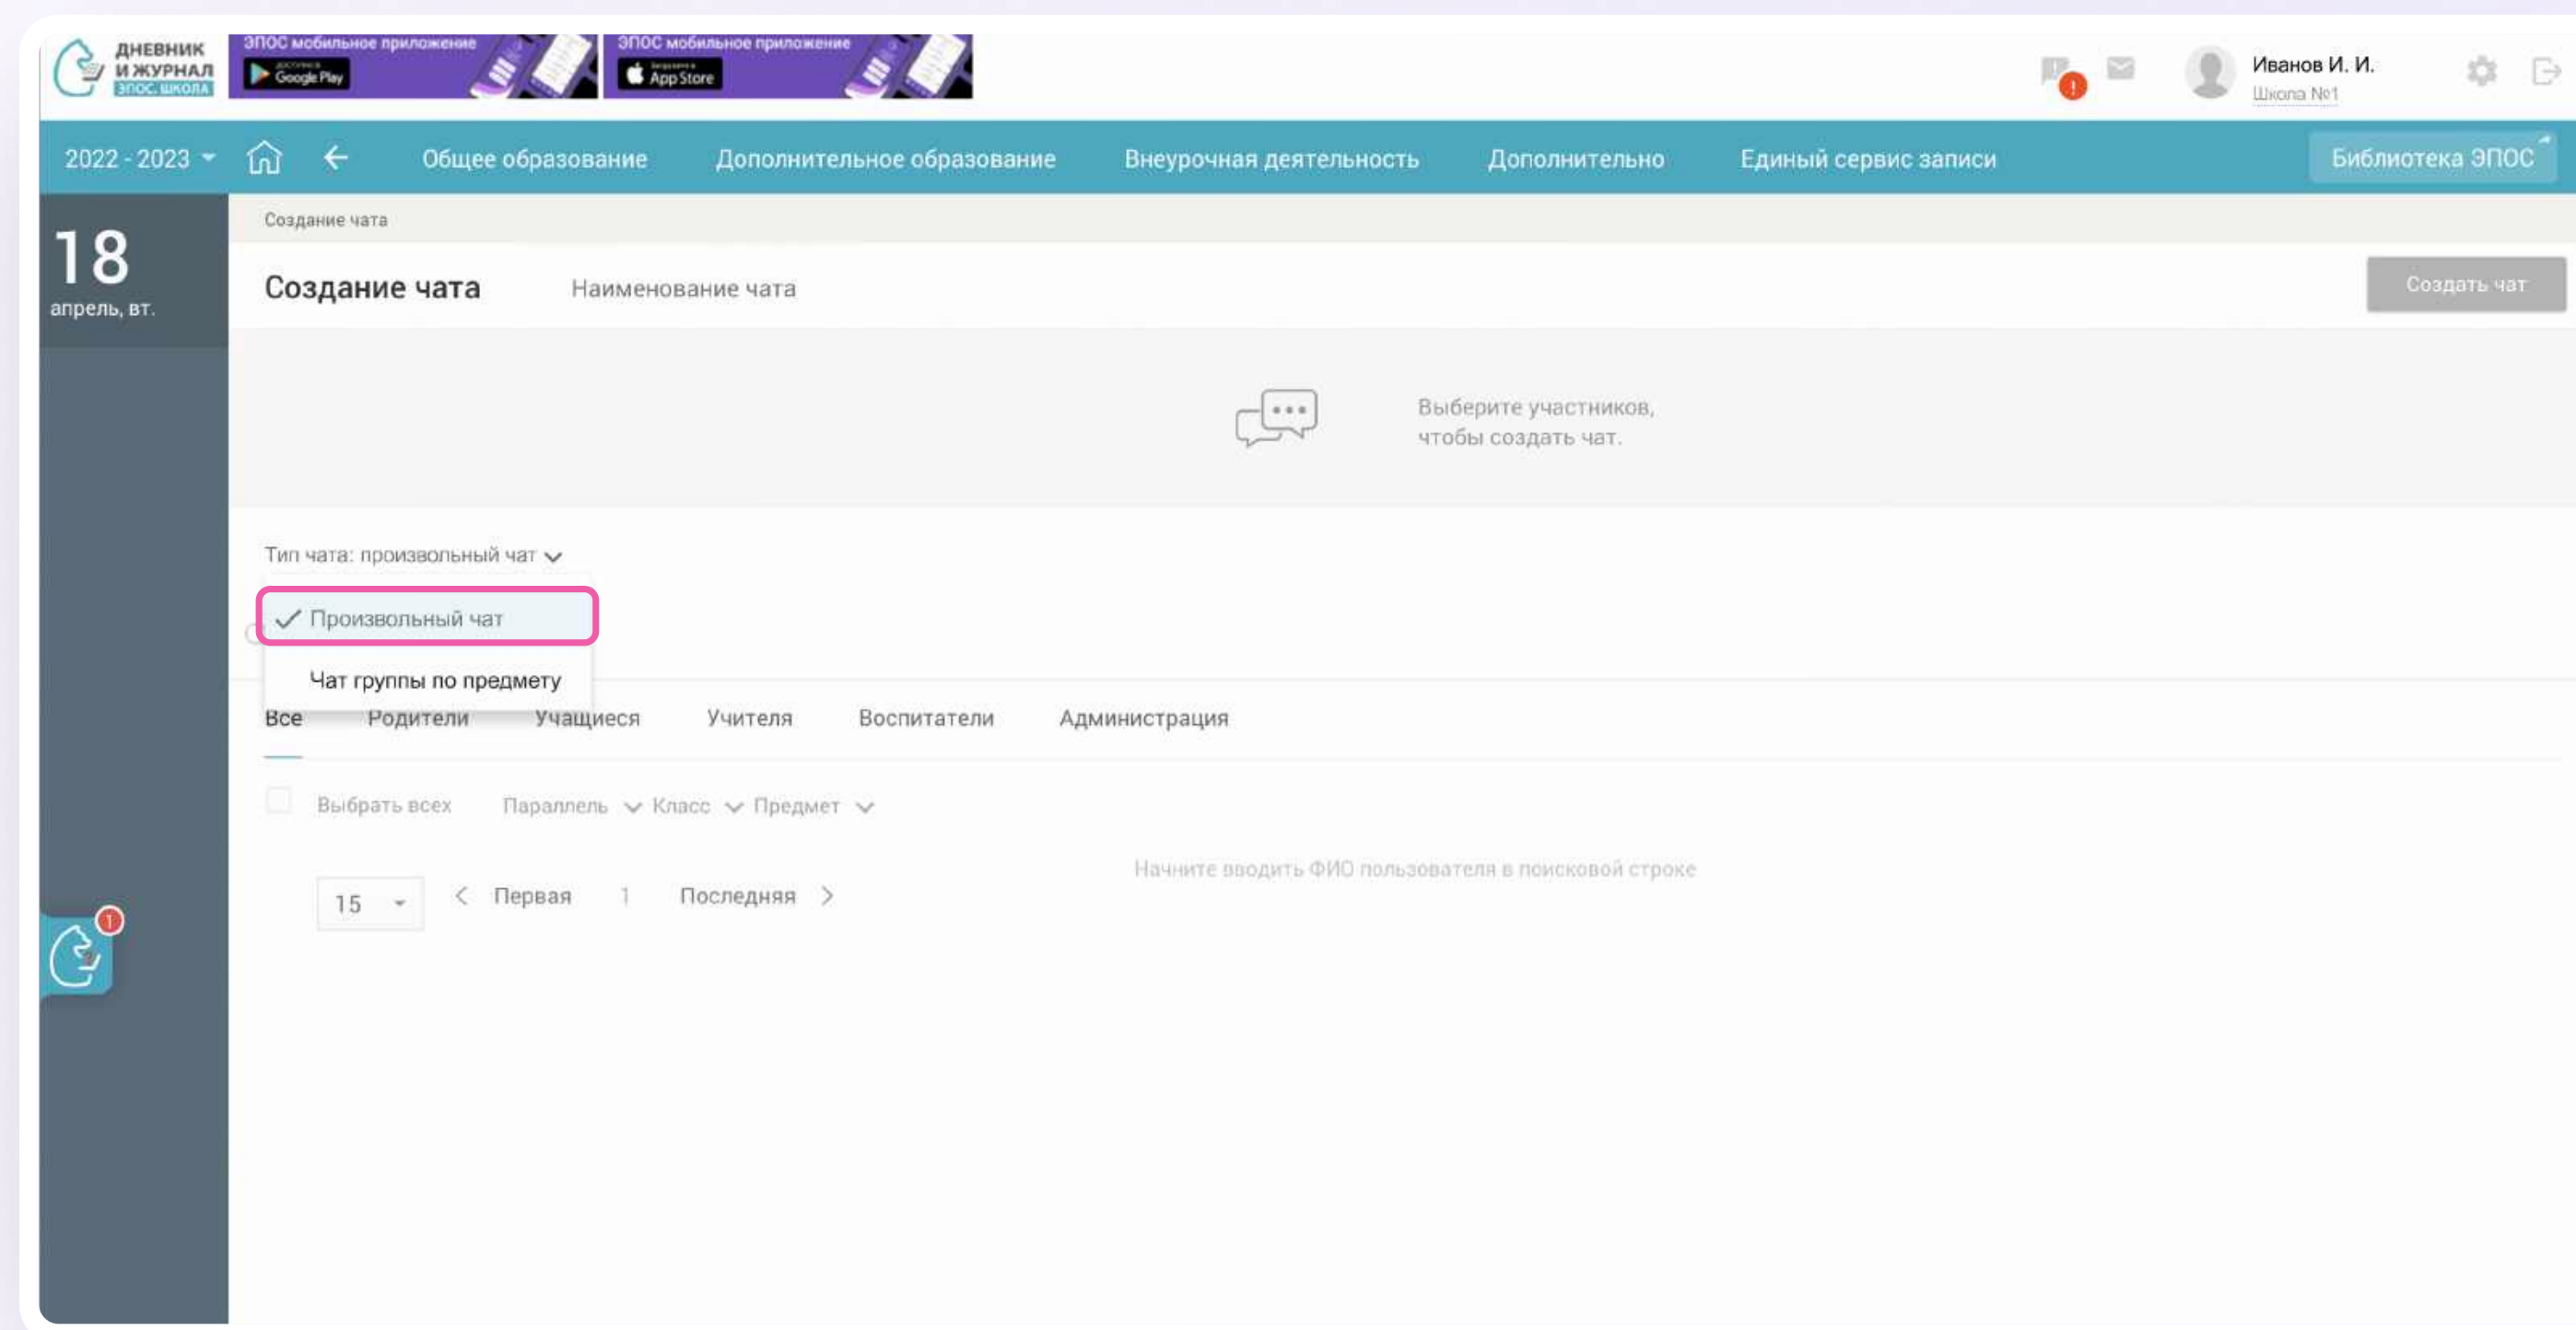 ДНЕВНИК
И ЖУРНАЛ
ЭПОС. ШКОЛА
ЭПОС мобильное приложение
Google Play
ЭПОС мобильное приложение
App Store
Иванов И. И.
Школа №1
2022 - 2023
Общее образование
Дополнительное образование
Внеурочная деятельность
Дополнительно
Единый сервис записи
Библиотека ЭПОС
18
апрель, вт.
Создание чата
Создание чата
Наименование чата
Создать чат
Выберите участников,
чтобы создать чат.
Тип чата: произвольный чат
Произвольный чат
Чат группы по предмету
Все Родители Учащиеся Учителя Воспитатели Администрация
Выбрать всех Параллель Класс Предмет
Начните вводить ФИО пользователя в поисковой строке
15 < Первая 1 Последняя >
1